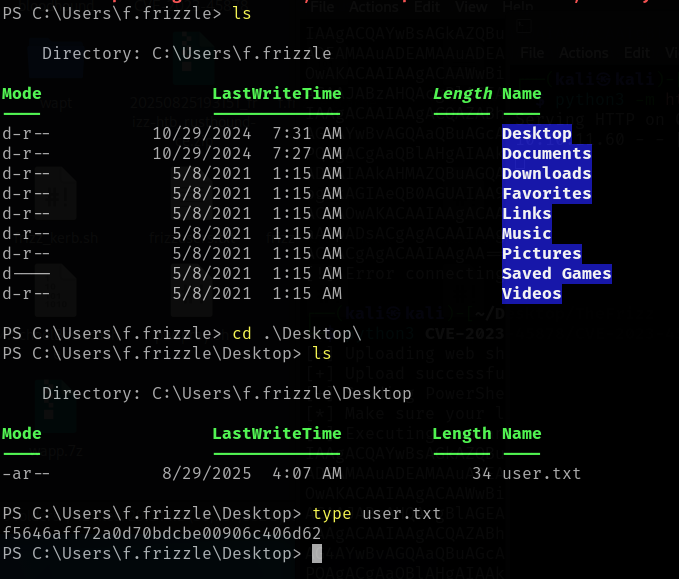 PS C:\Users\f.frizzle> ls
Directory: C:\Users\f.frizzle
Mode LastWriteTime Length Name
---- ------------- ------ ----
d-r-- 10/29/2024 7:31 AM Desktop
d-r-- 10/29/2024 7:27 AM Documents
d-r-- 5/8/2021 1:15 AM Downloads
d-r-- 5/8/2021 1:15 AM Favorites
d-r-- 5/8/2021 1:15 AM Links
d-r-- 5/8/2021 1:15 AM Music
d-r-- 5/8/2021 1:15 AM Pictures
d---- 5/8/2021 1:15 AM Saved Games
d-r-- 5/8/2021 1:15 AM Videos
PS C:\Users\f.frizzle> cd .\Desktop\
PS C:\Users\f.frizzle\Desktop> ls
Directory: C:\Users\f.frizzle\Desktop
Mode LastWriteTime Length Name
---- ------------- ------ ----
-ar-- 8/29/2025 4:07 AM 34 user.txt
PS C:\Users\f.frizzle\Desktop> type user.txt
f5646aff72a0d70bdcbe00906c406d62
PS C:\Users\f.frizzle\Desktop>